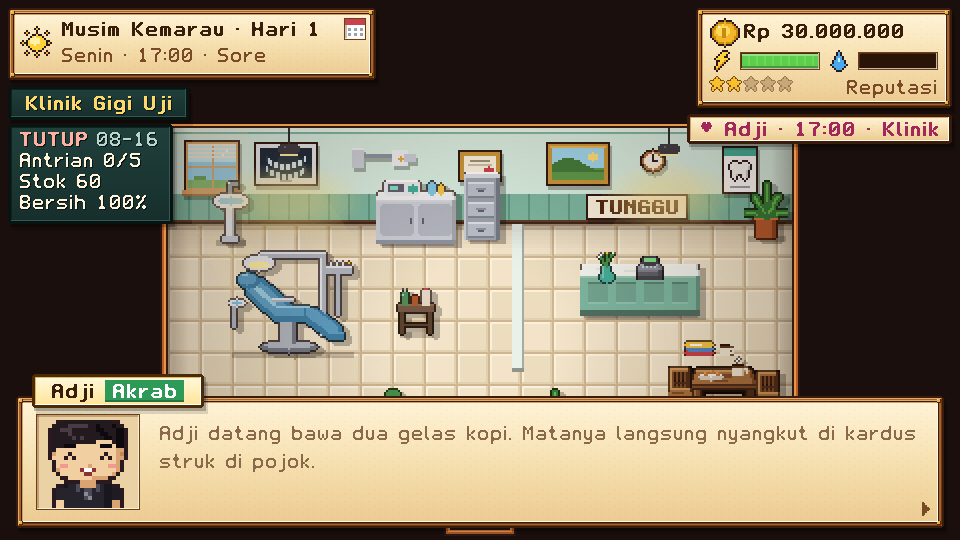 Musim Kemarau · Hari 1
Senin · 17:00 · Sore
Rp 30.000.000
Reputasi
Klinik Gigi Uji
Adji · 17:00 · Klinik
TUTUP 08-16
Antrian 0/5
Stok 60
Bersih 100%
TUNGGU
Adji Akrab
Adji datang bawa dua gelas kopi. Matanya langsung nyangkut di kardus
struk di pojok.